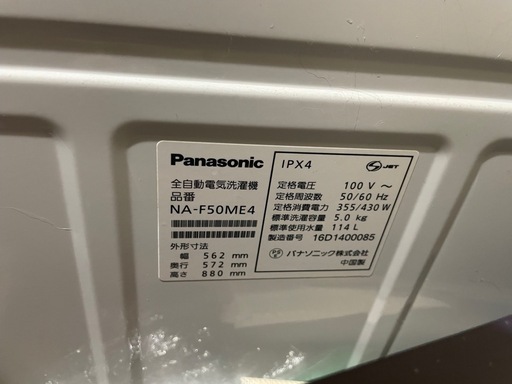 Panasonic
全自動電気洗濯機
品番
NA-F50ME4
外形寸法
幅 562 mm
奥行 572 mm
高さ 880 mm
IPX4
S JET
定格電圧 100 V ～
定格周波数 50/60 Hz
定格消費電力 355/430 W
標準洗濯容量 5.0 kg
標準使用水量 114 L
製造番号 16D1400085
パナソニック株式会社
中国製